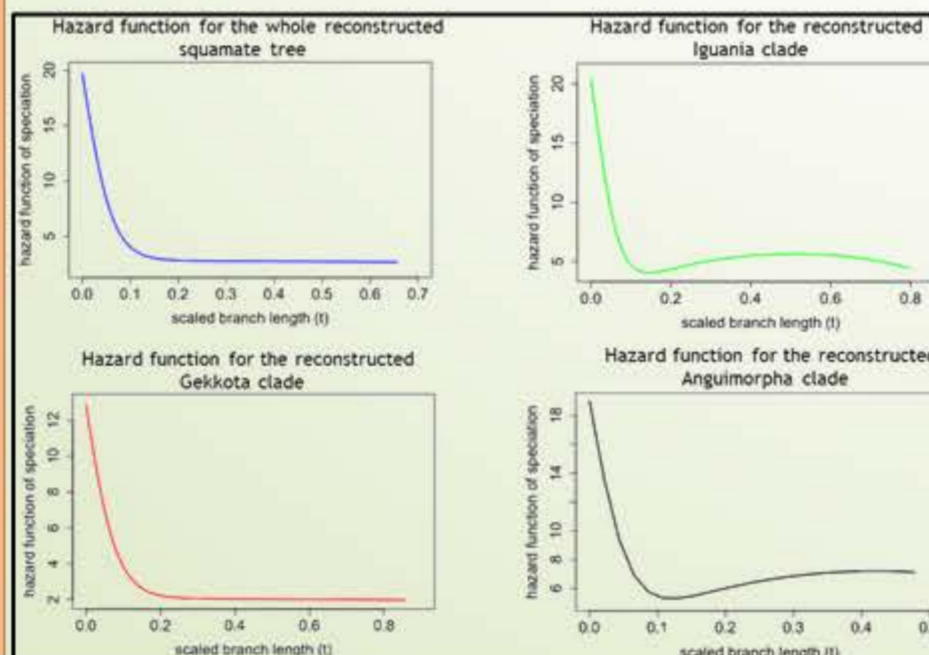 Hazard function for the whole reconstructed
squamate tree
hazard function of speciation
20
15
10
5
0.0 0.1 0.2 0.3 0.4 0.5 0.6 0.7
scaled branch length (t)
Hazard function for the reconstructed
Iguania clade
hazard function of speciation
20
15
10
5
0.0 0.2 0.4 0.6 0.8
scaled branch length (t)
Hazard function for the reconstructed
Gekkota clade
hazard function of speciation
12
10
8
6
4
2
0.0 0.2 0.4 0.6 0.8
scaled branch length (t)
Hazard function for the reconstructed
Anguimorpha clade
hazard function of speciation
18
14
10
8
6
0.0 0.1 0.2 0.3 0.4
scaled branch length (t)